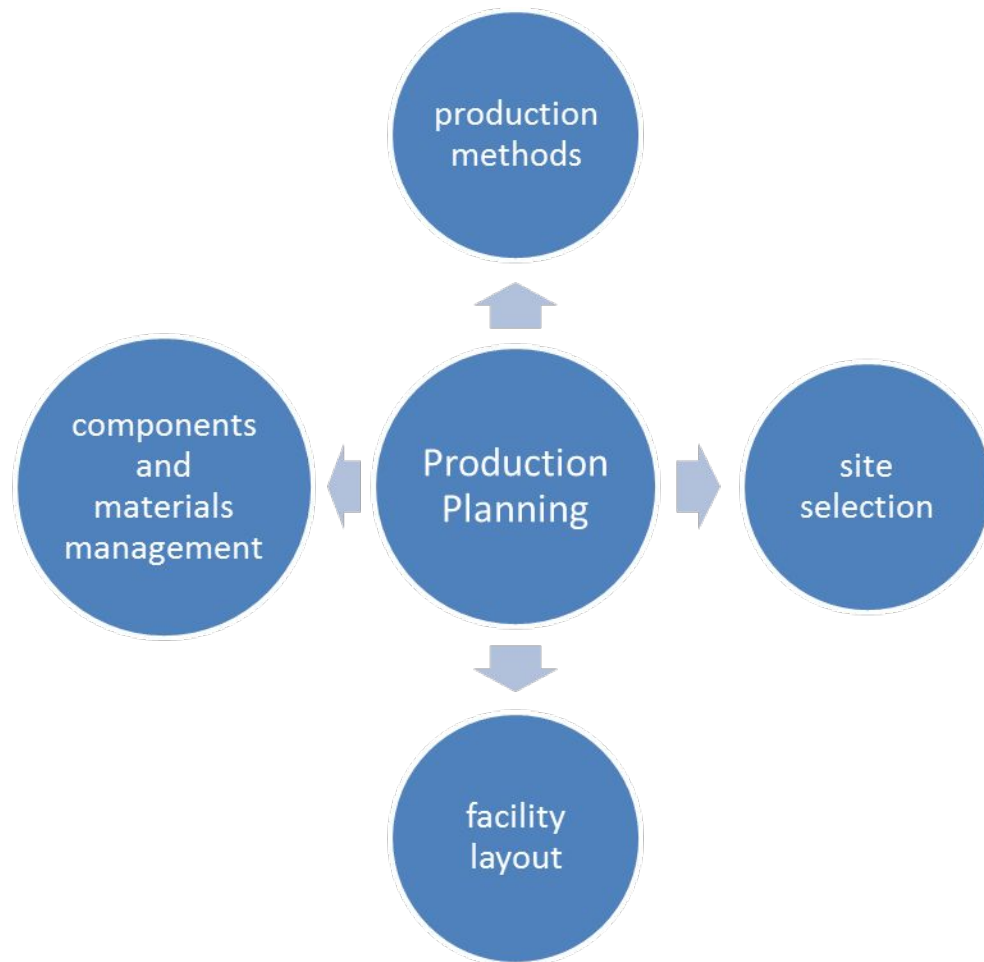 production
methods
components
and
materials
management
Production
Planning
site
selection
facility
layout